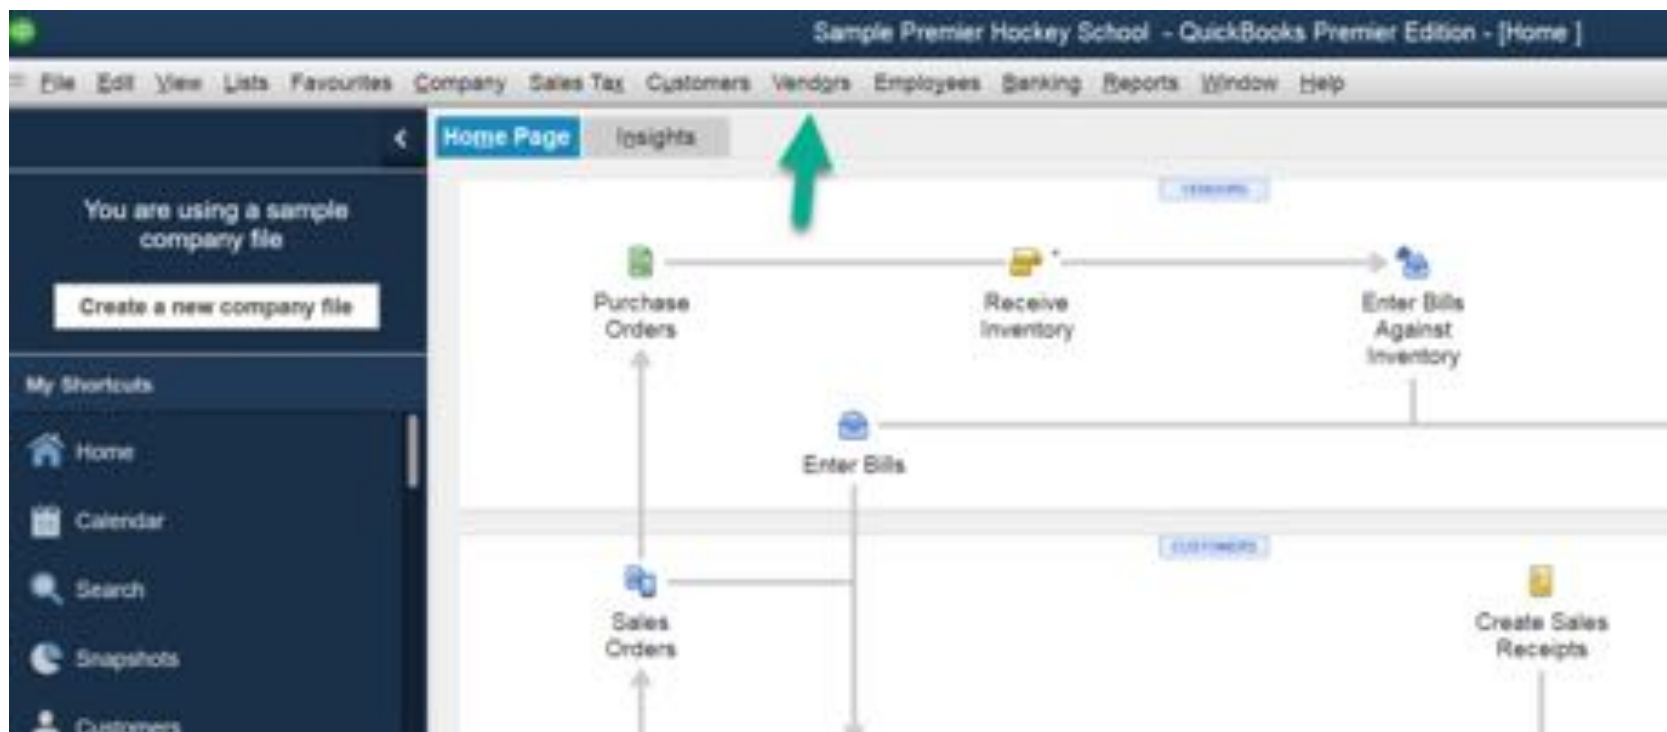 Sample Premier Hockey School - QuickBooks Premier Edition - [Home ]
File Edit View Lists Favourites Company Sales Tax Customers Vendors Employees Banking Reports Window Help
Home Page Insights
You are using a sample
company file
Create a new company file
My Shortcuts
Home
Calendar
Search
Snapshots
Customers
VENDORS
Purchase
Orders
Receive
Inventory
Enter Bills
Against
Inventory
Enter Bills
CUSTOMERS
Sales
Orders
Create Sales
Receipts